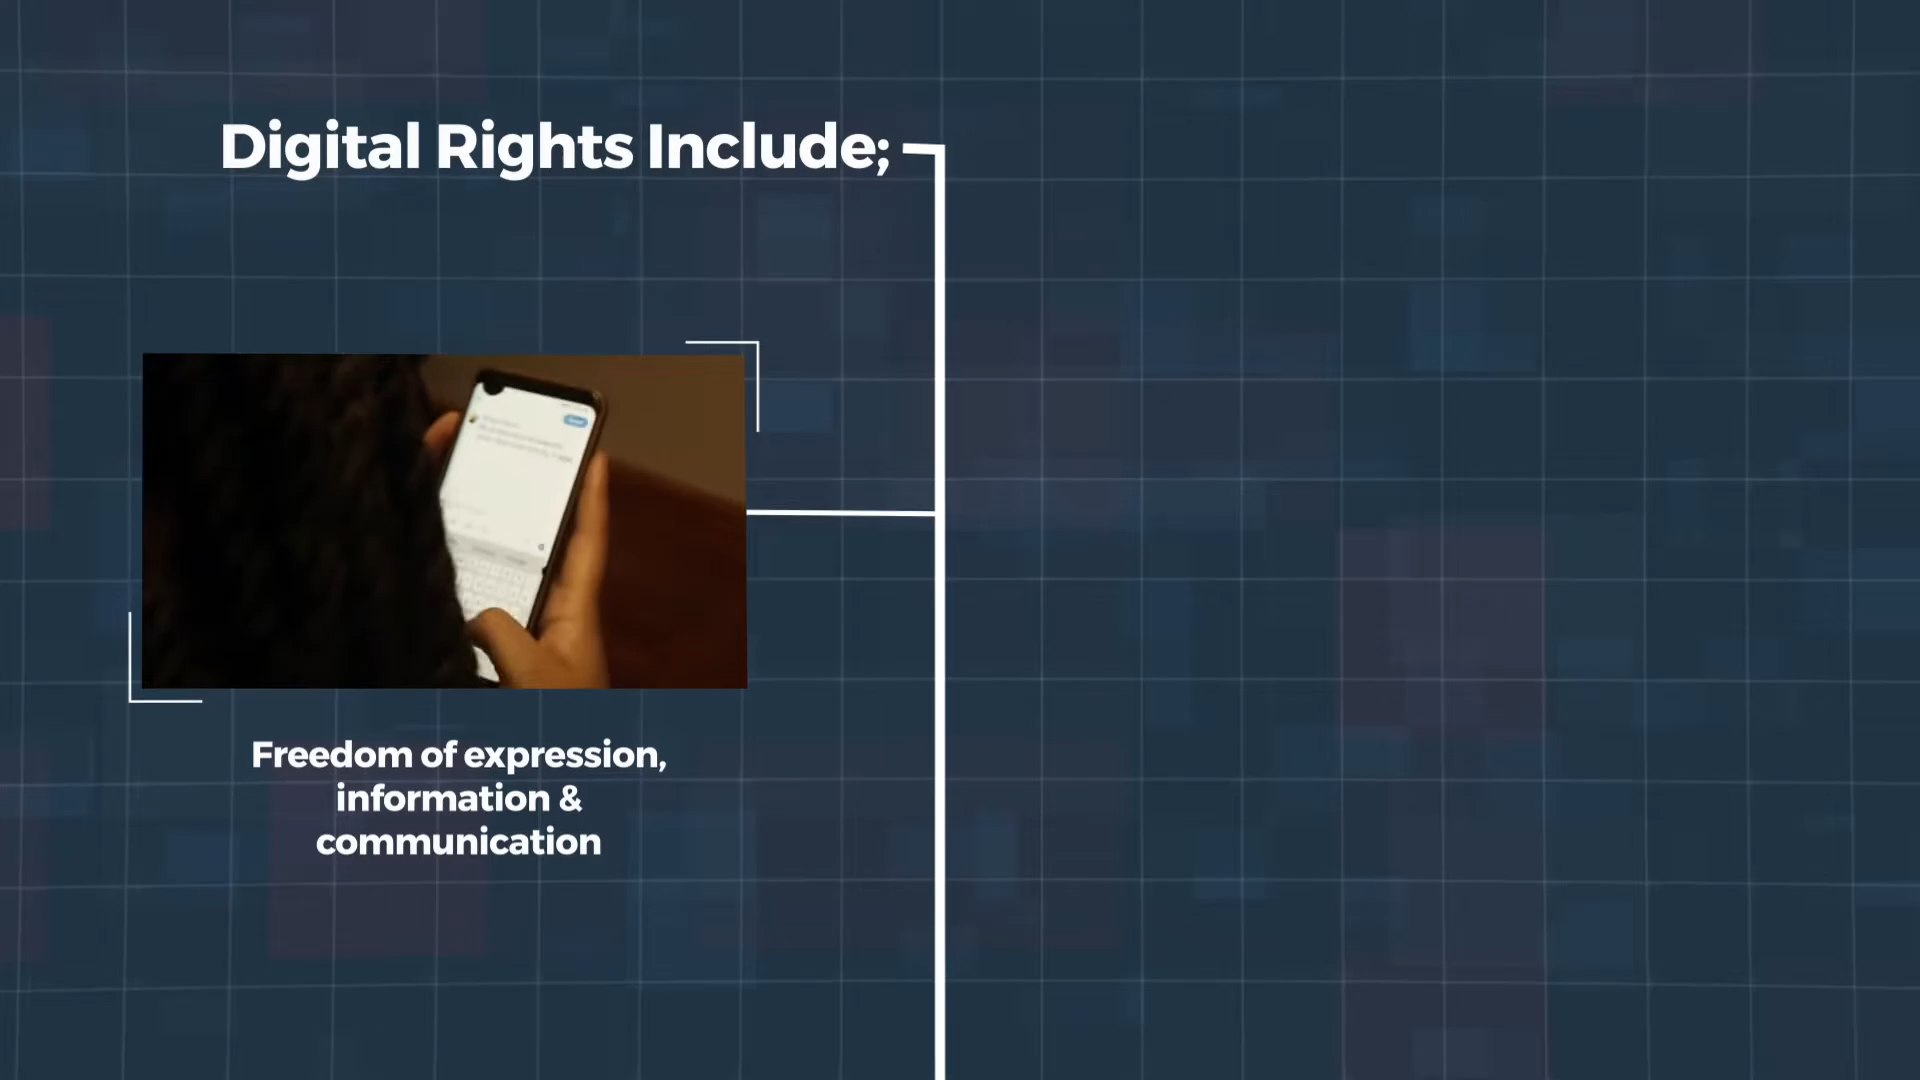 Digital Rights Include;
Freedom of expression,
information &
communication